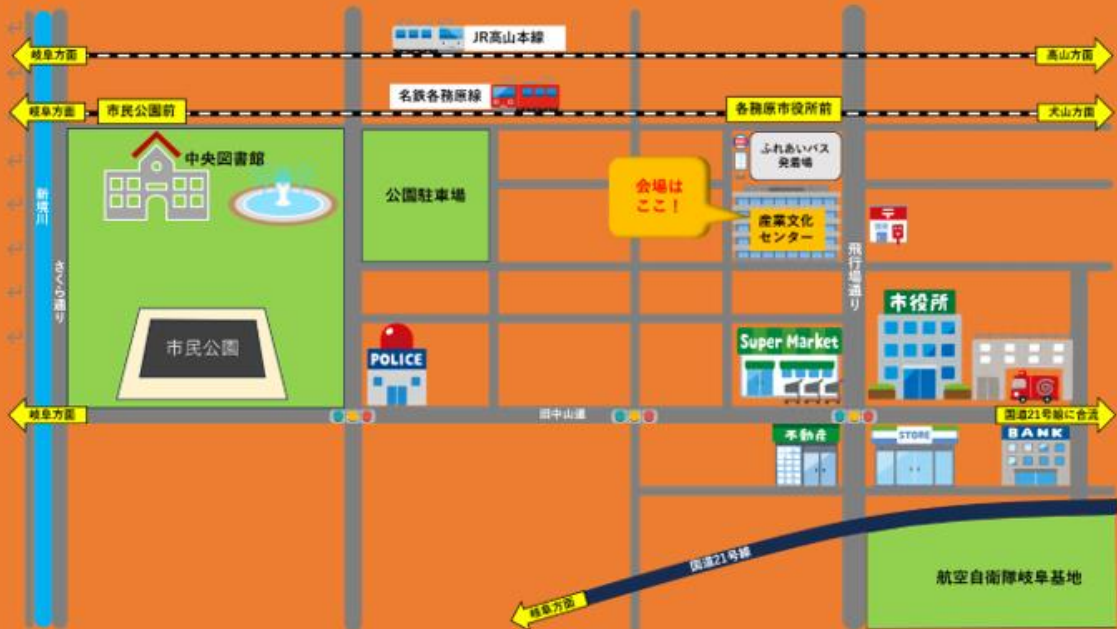 JR高山本線
岐阜方面
高山方面
名鉄各務原線
岐阜方面
市民公園前
各務原市役所前
犬山方面
中央図書館
ふれあいバス
発着場
公園駐車場
会場は
ここ！
産業文化
センター
新境川
さくら通り
飛行場通り
市役所
市民公園
POLICE
Super Market
岐阜方面
旧中山道
国道21号線に合流
不動産
STORE
BANK
国道21号線
岐阜方面
航空自衛隊岐阜基地